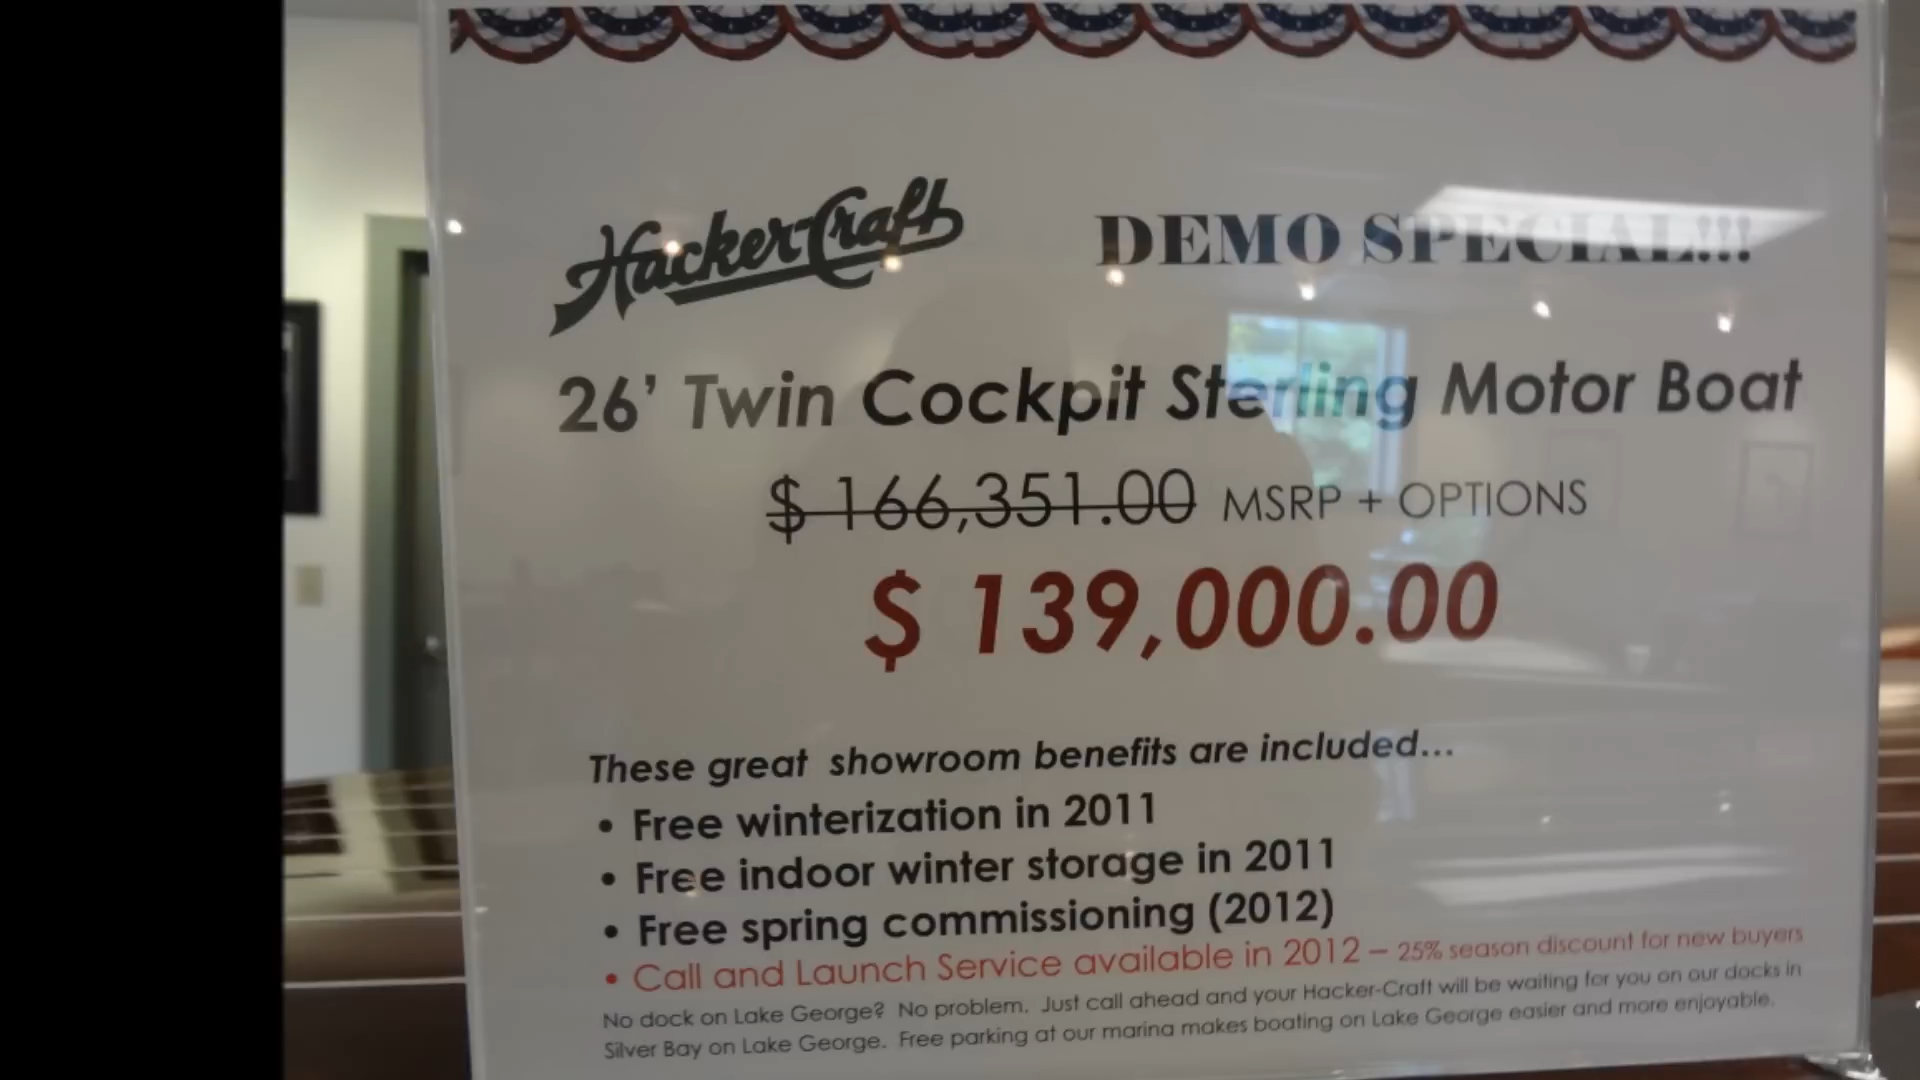 Hacker-Craft DEMO SPECIAL!!!
26' Twin Cockpit Sterling Motor Boat
$ 166,351.00 MSRP + OPTIONS
$ 139,000.00
These great showroom benefits are included...
• Free winterization in 2011
• Free indoor winter storage in 2011
• Free spring commissioning (2012)
• Call and Launch Service available in 2012 – 25% season discount for new buyers
No dock on Lake George? No problem. Just call ahead and your Hacker-Craft will be waiting for you on our docks in
Silver Bay on Lake George. Free parking at our marina makes boating on Lake George easier and more enjoyable.